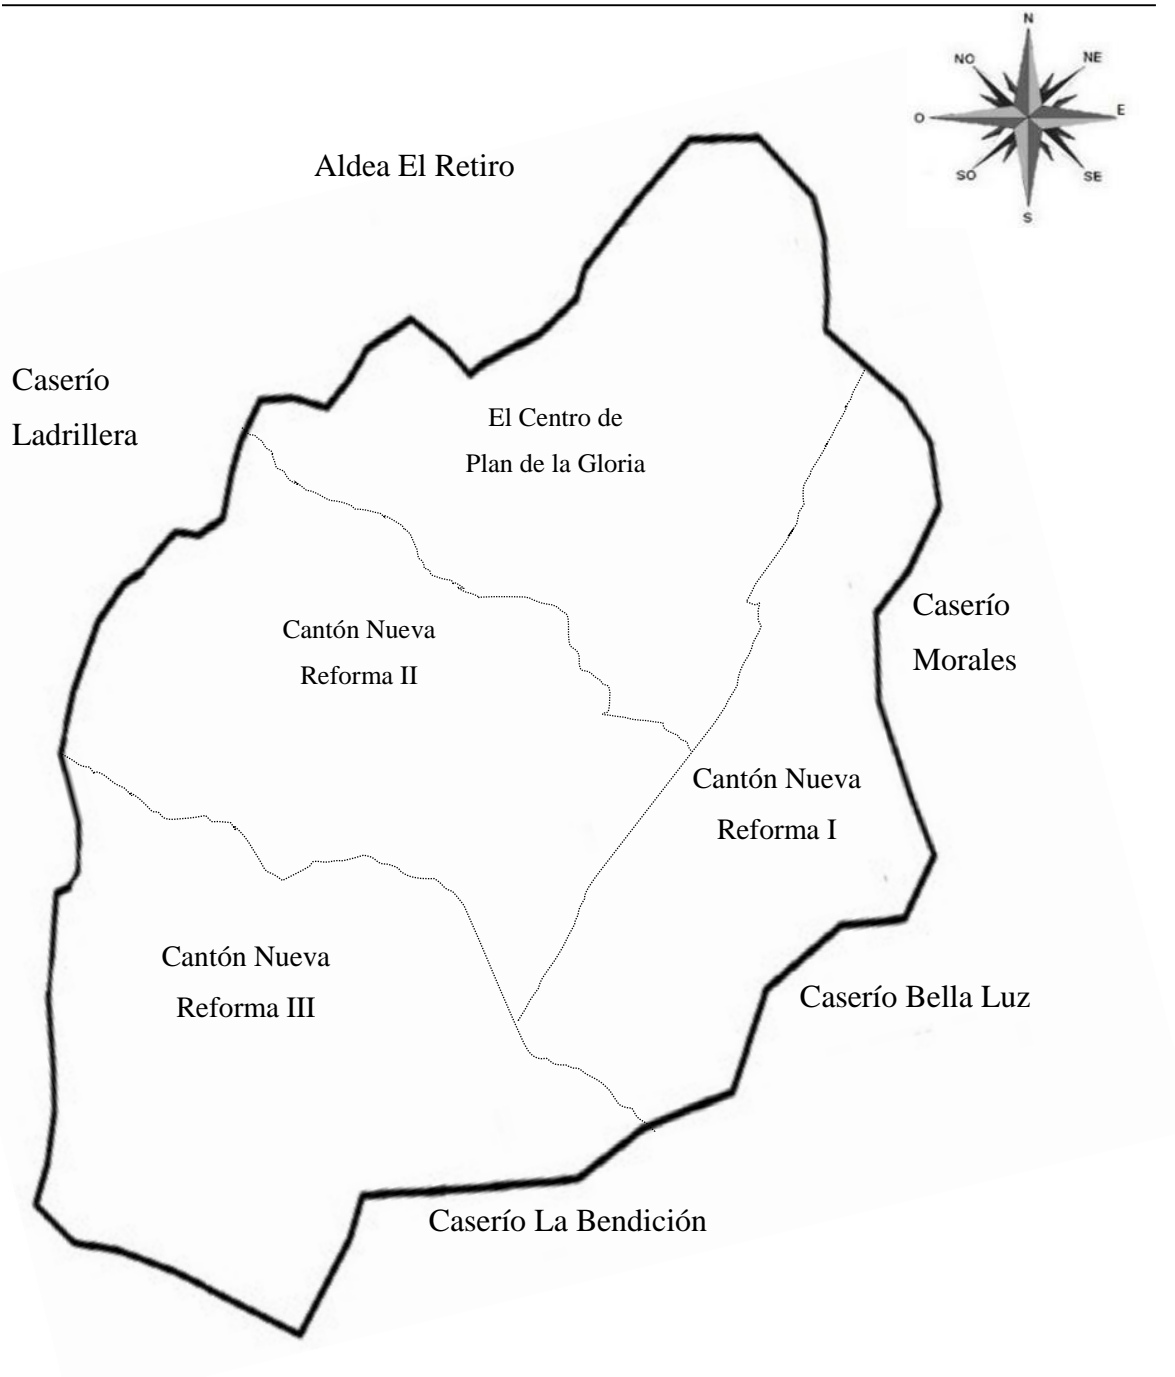 N
NO
NE
O
E
SO
SE
S
Aldea El Retiro
Caserío
Ladrillera
El Centro de
Plan de la Gloria
Cantón Nueva
Reforma II
Caserío
Morales
Cantón Nueva
Reforma I
Cantón Nueva
Reforma III
Caserío Bella Luz
Caserío La Bendición